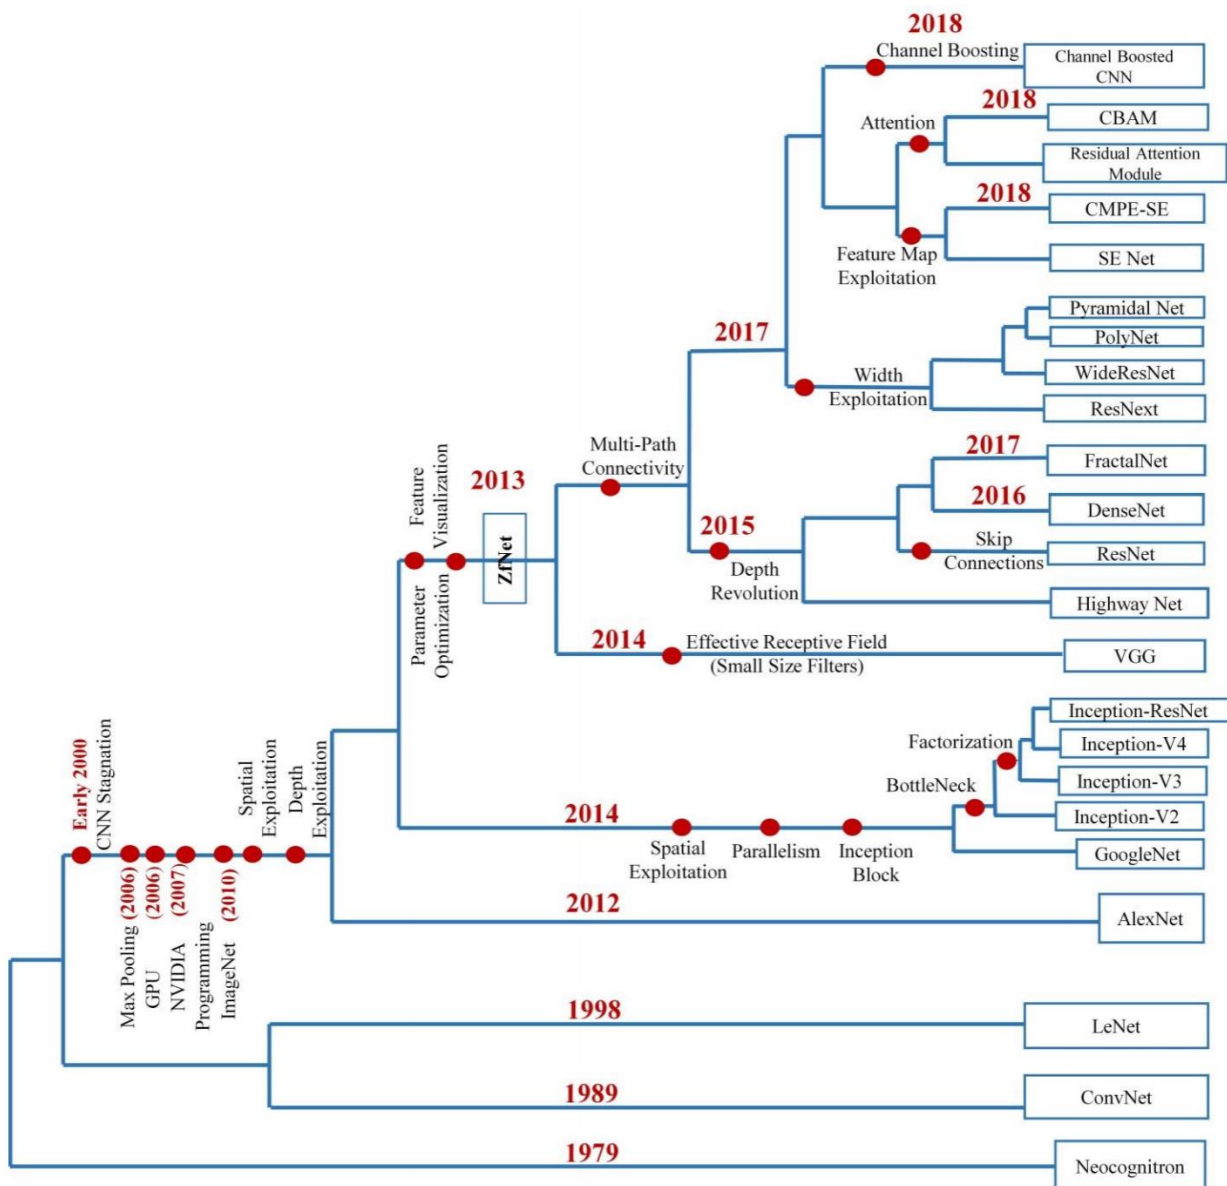 2018
Channel Boosting
Channel Boosted
CNN
2018
Attention
CBAM
Residual Attention
Module
2018
CMPE-SE
Feature Map
Exploitation
SE Net
Pyramidal Net
2017
PolyNet
Width
Exploitation
WideResNet
ResNext
Multi-Path
Connectivity
2017
FractalNet
2016
DenseNet
Feature
Visualization
2013
ZfNet
Parameter
Optimization
2015
Depth
Revolution
Skip
Connections
ResNet
Highway Net
2014
Effective Receptive Field
(Small Size Filters)
VGG
Inception-ResNet
Factorization
Inception-V4
BottleNeck
Inception-V3
Inception-V2
2014
Spatial
Exploitation
Parallelism
Inception
Block
GoogleNet
Early 2000
CNN Stagnation
Spatial
Exploitation
Depth
Exploitation
Max Pooling (2006)
GPU (2006)
NVIDIA (2007)
Programming
ImageNet (2010)
2012
AlexNet
1998
LeNet
1989
ConvNet
1979
Neocognitron